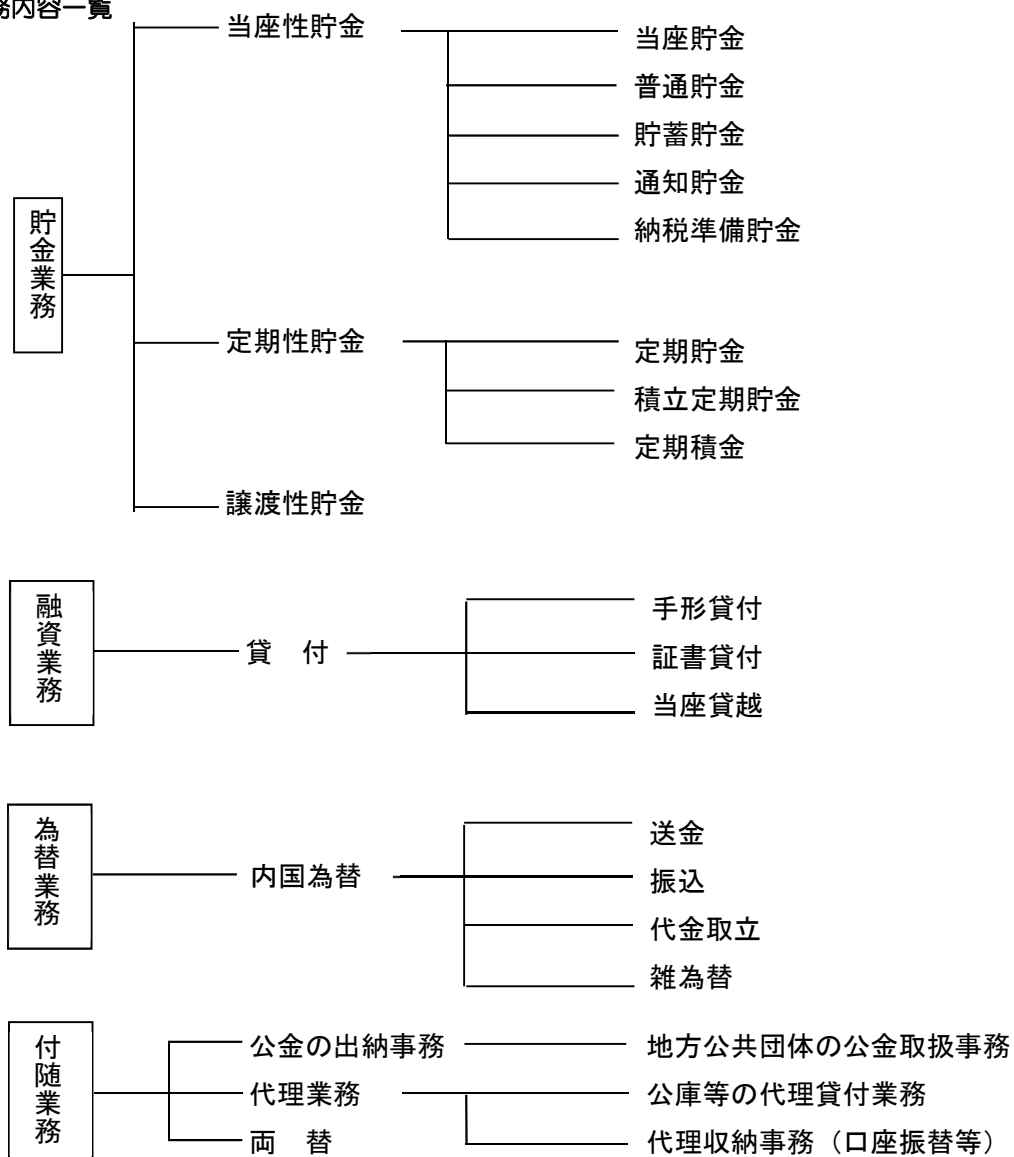 務内容一覧
当座性貯金
当座貯金
普通貯金
貯蓄貯金
通知貯金
納税準備貯金
貯金業務
定期性貯金
定期貯金
積立定期貯金
定期積金
譲渡性貯金
融資業務
貸　付
手形貸付
証書貸付
当座貸越
為替業務
内国為替
送金
振込
代金取立
雑為替
付随業務
公金の出納事務
地方公共団体の公金取扱事務
代理業務
公庫等の代理貸付業務
両　替
代理収納事務（口座振替等）